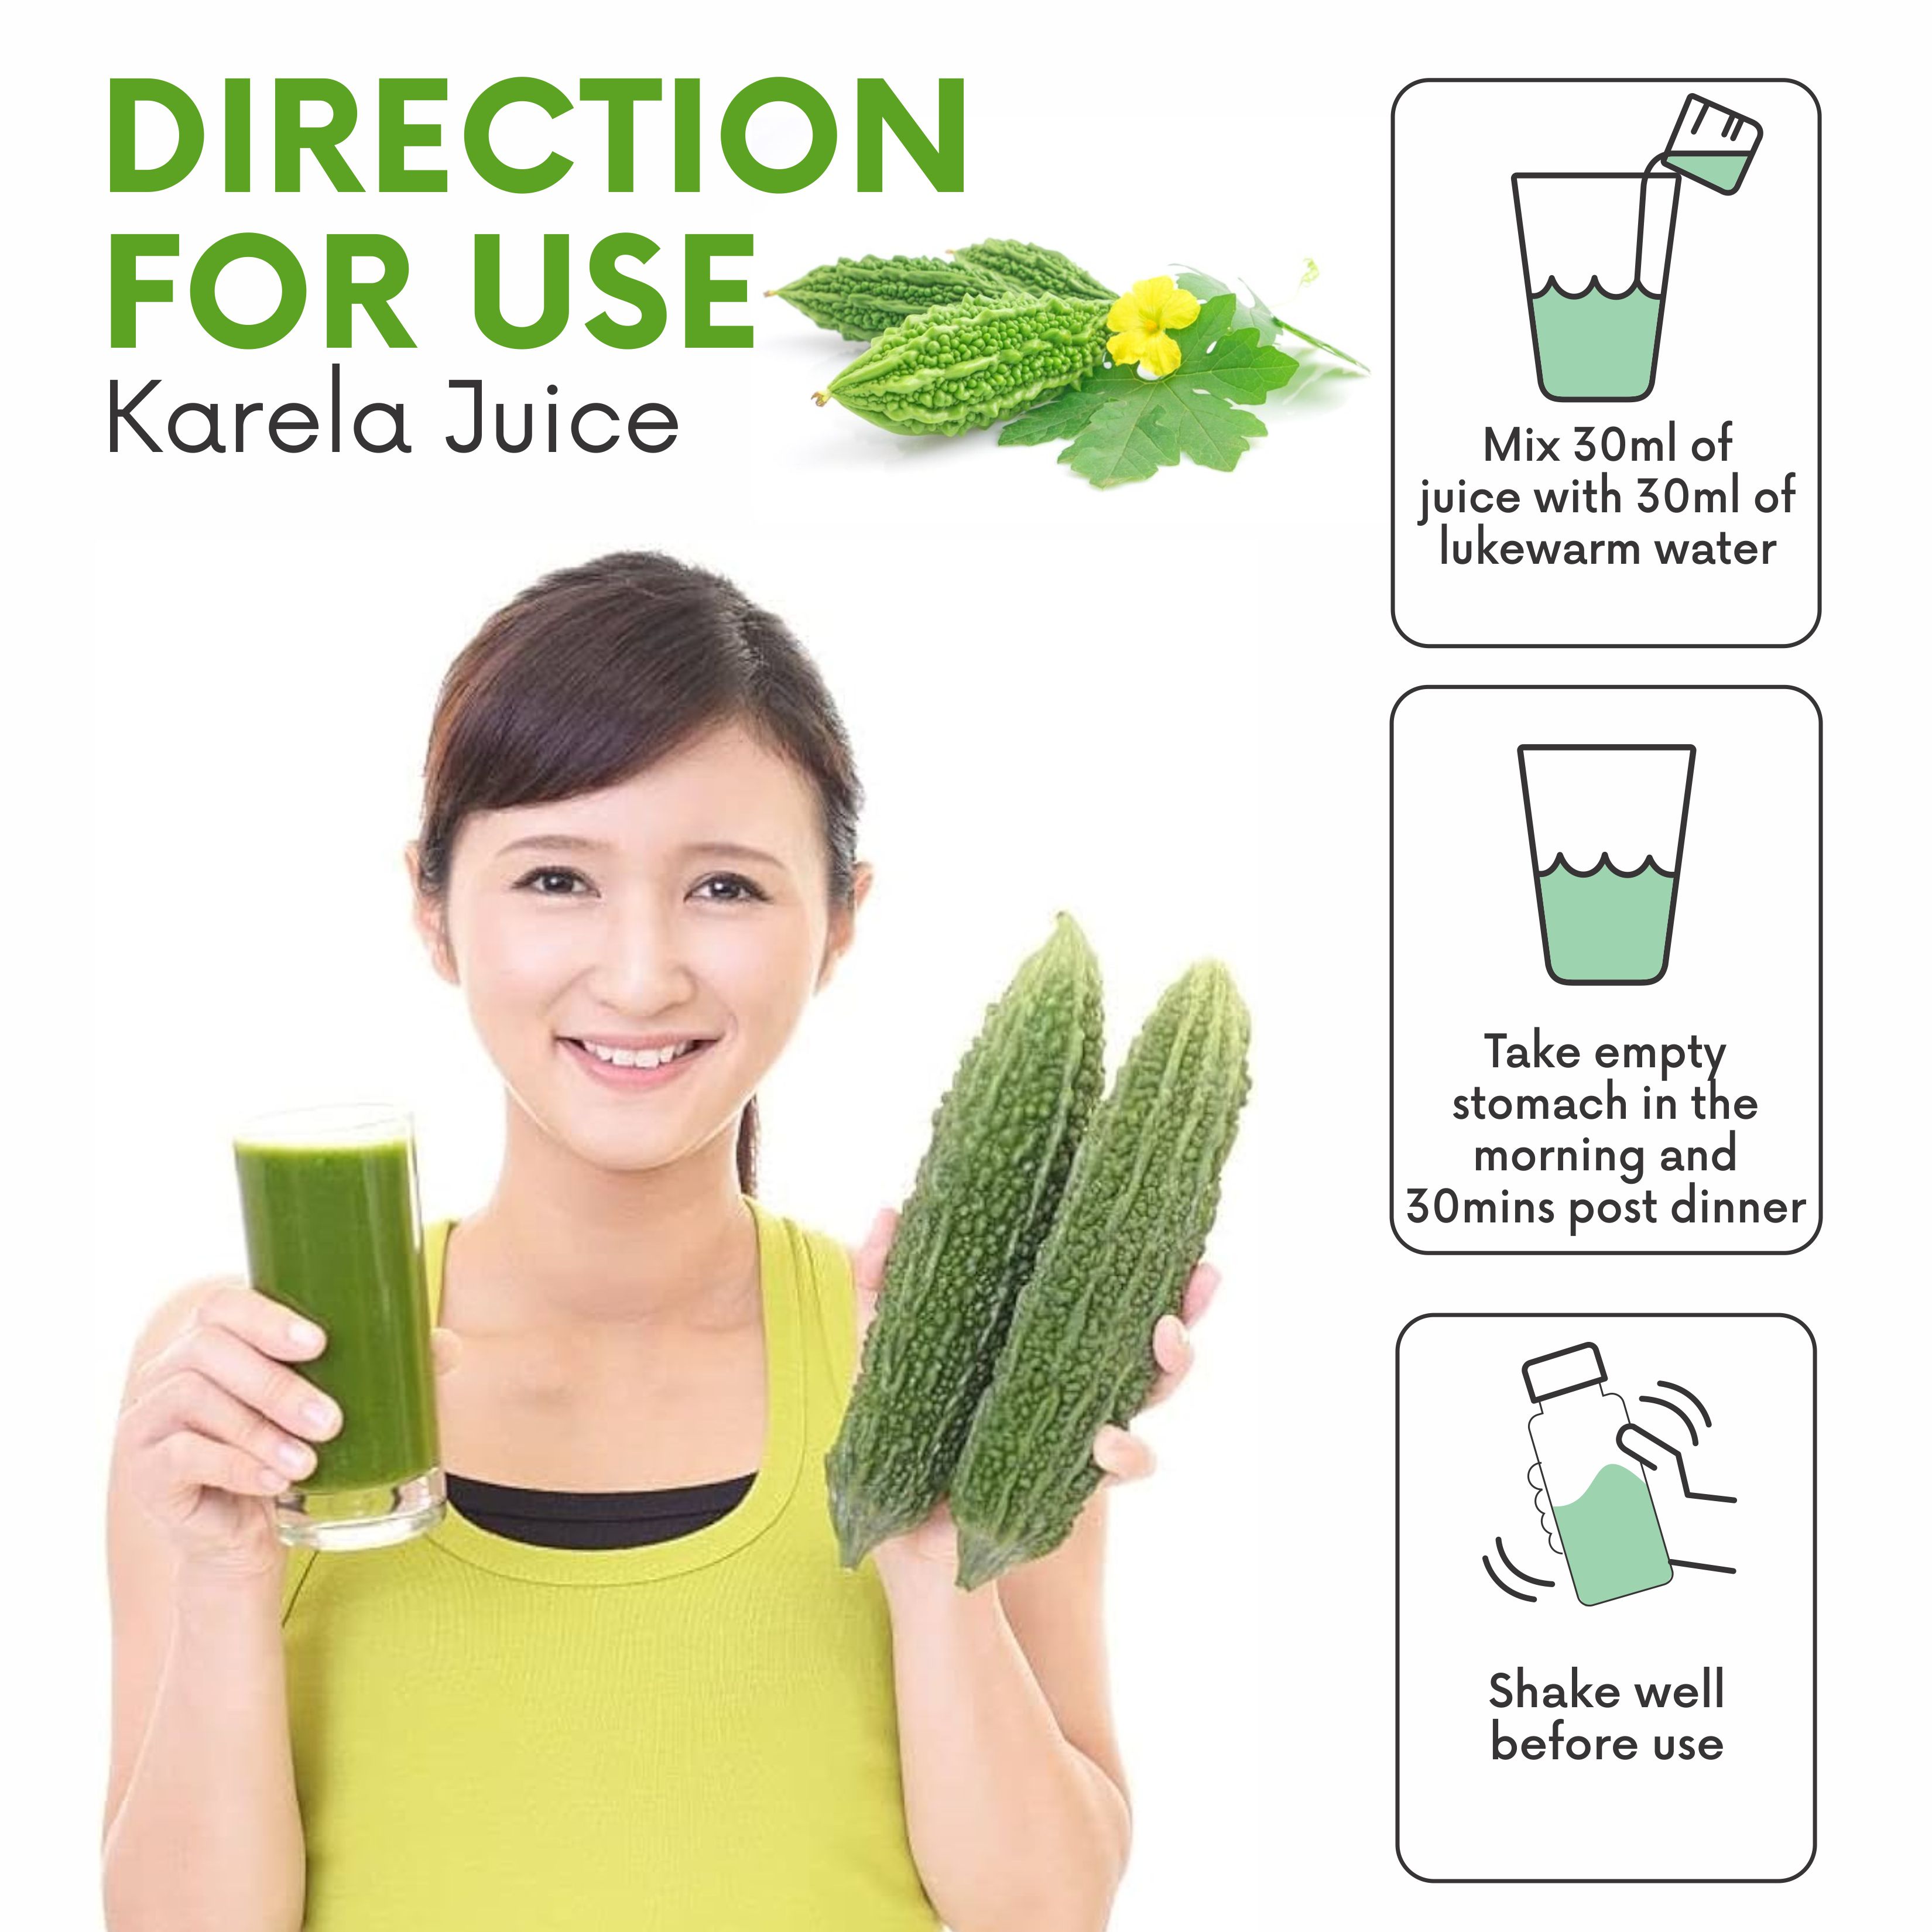 DIRECTION
FOR USE
Karela Juice
Mix 30ml of
juice with 30ml of
lukewarm water
Take empty
stomach in the
morning and
30mins post dinner
Shake well
before use